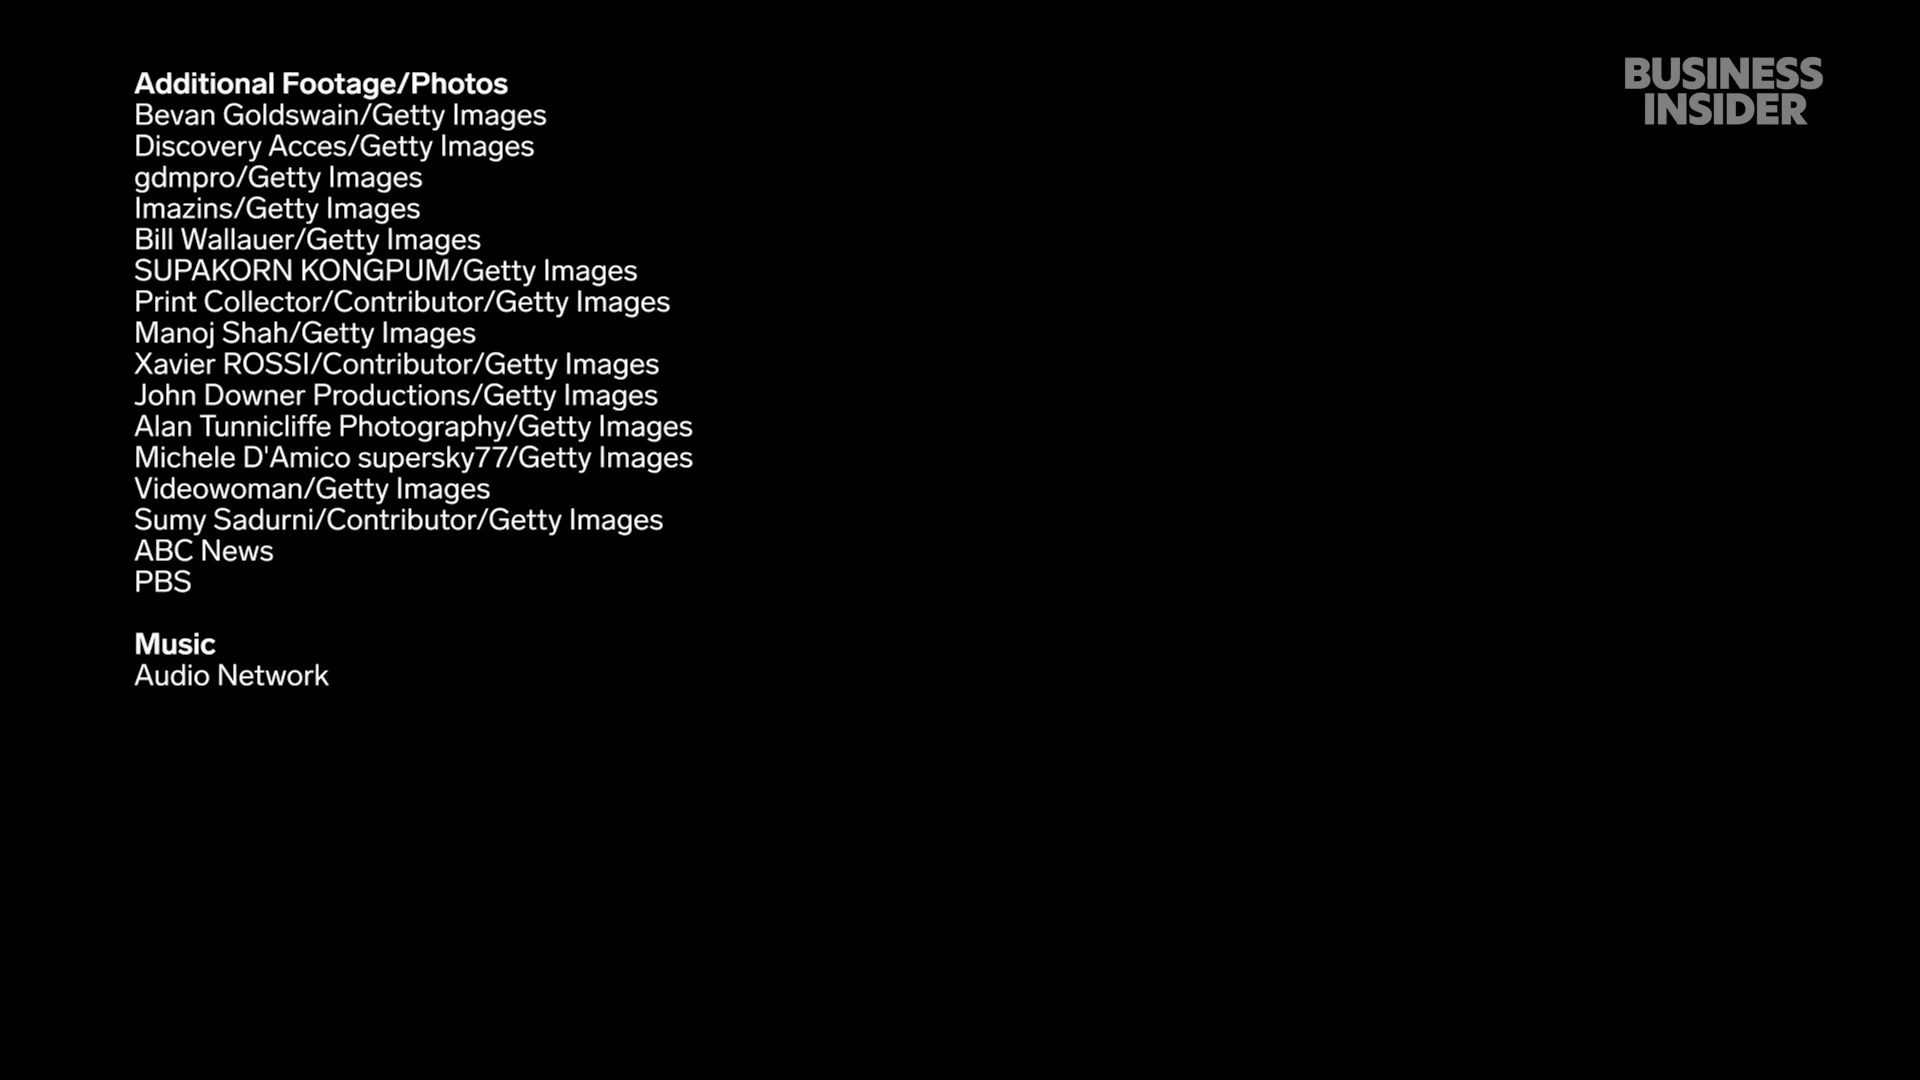 Additional Footage/Photos
Bevan Goldswain/Getty Images
Discovery Acces/Getty Images
gdmpro/Getty Images
Imazins/Getty Images
Bill Wallauer/Getty Images
SUPAKORN KONGPUM/Getty Images
Print Collector/Contributor/Getty Images
Manoj Shah/Getty Images
Xavier ROSSI/Contributor/Getty Images
John Downer Productions/Getty Images
Alan Tunnicliffe Photography/Getty Images
Michele D'Amico supersky77/Getty Images
Videowoman/Getty Images
Sumy Sadurni/Contributor/Getty Images
ABC News
PBS
Music
Audio Network
BUSINESS
INSIDER